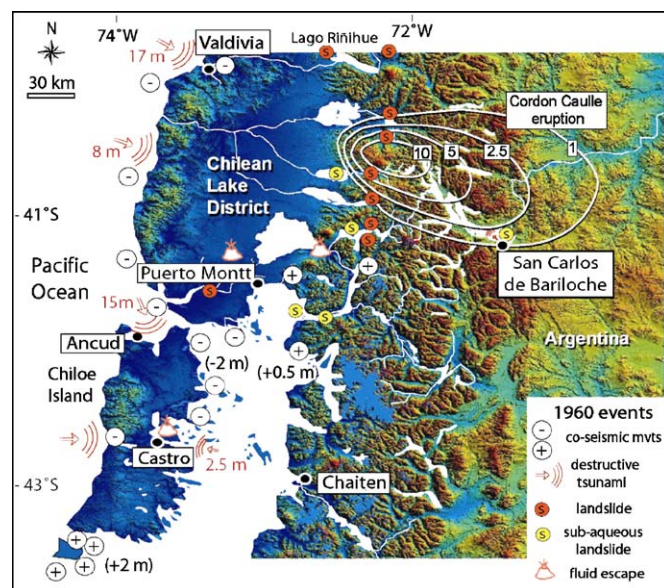 74°W
72°W
N
30 km
17 m
Valdivia
Lago Riñihue
Cordon Caulle
eruption
8 m
Chilean
Lake
District
10
5
2.5
1
41°S
Pacific
Ocean
Puerto Montt
San Carlos
de Bariloche
15m
Ancud
(-2 m)
(+0.5 m)
Argentina
Chiloe
Island
Castro
2.5 m
Chaiten
43°S
(+2 m)
1960 events
- co-seismic mvts
+
destructive
tsunami
S landslide
S sub-aqueous
landslide
fluid escape